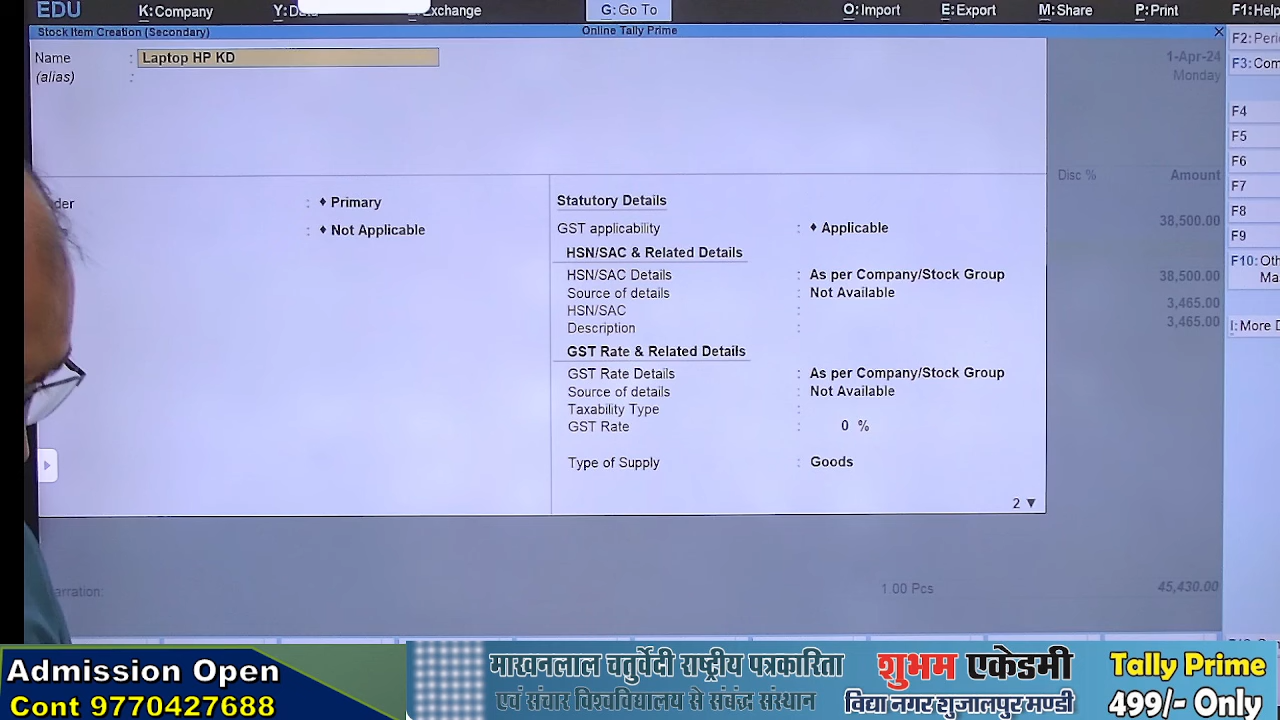 EDU K:Company G:Go To O:Import E:Export M:Share P:Print F1:Help
Stock Item Creation (Secondary) Online Tally Prime ×
Name : Laptop HP KD
(alias) :
1-Apr-24
Monday
F2: Peri
F3: Com
F4
F5
F6
F7
F8
F9
F10: Oth
Ma
I: More D
Disc % Amount
38,500.00
38,500.00
3,465.00
3,465.00
: ♦ Primary
: ♦ Not Applicable
Statutory Details
GST applicability : ♦ Applicable
HSN/SAC & Related Details
HSN/SAC Details : As per Company/Stock Group
Source of details : Not Available
HSN/SAC :
Description :
GST Rate & Related Details
GST Rate Details : As per Company/Stock Group
Source of details : Not Available
Taxability Type :
GST Rate : 0 %
Type of Supply : Goods
2 ▼
1.00 Pcs 45,430.00
Admission Open
Cont 9770427688
माखनलाल चतुर्वेदी राष्ट्रीय पत्रकारिता
एवं संचार विश्वविद्यालय से संबंद्ध संस्थान
शुभम एकेडमी
विद्या नगर शुजालपुर मण्डी
Tally Prime
499/- Only